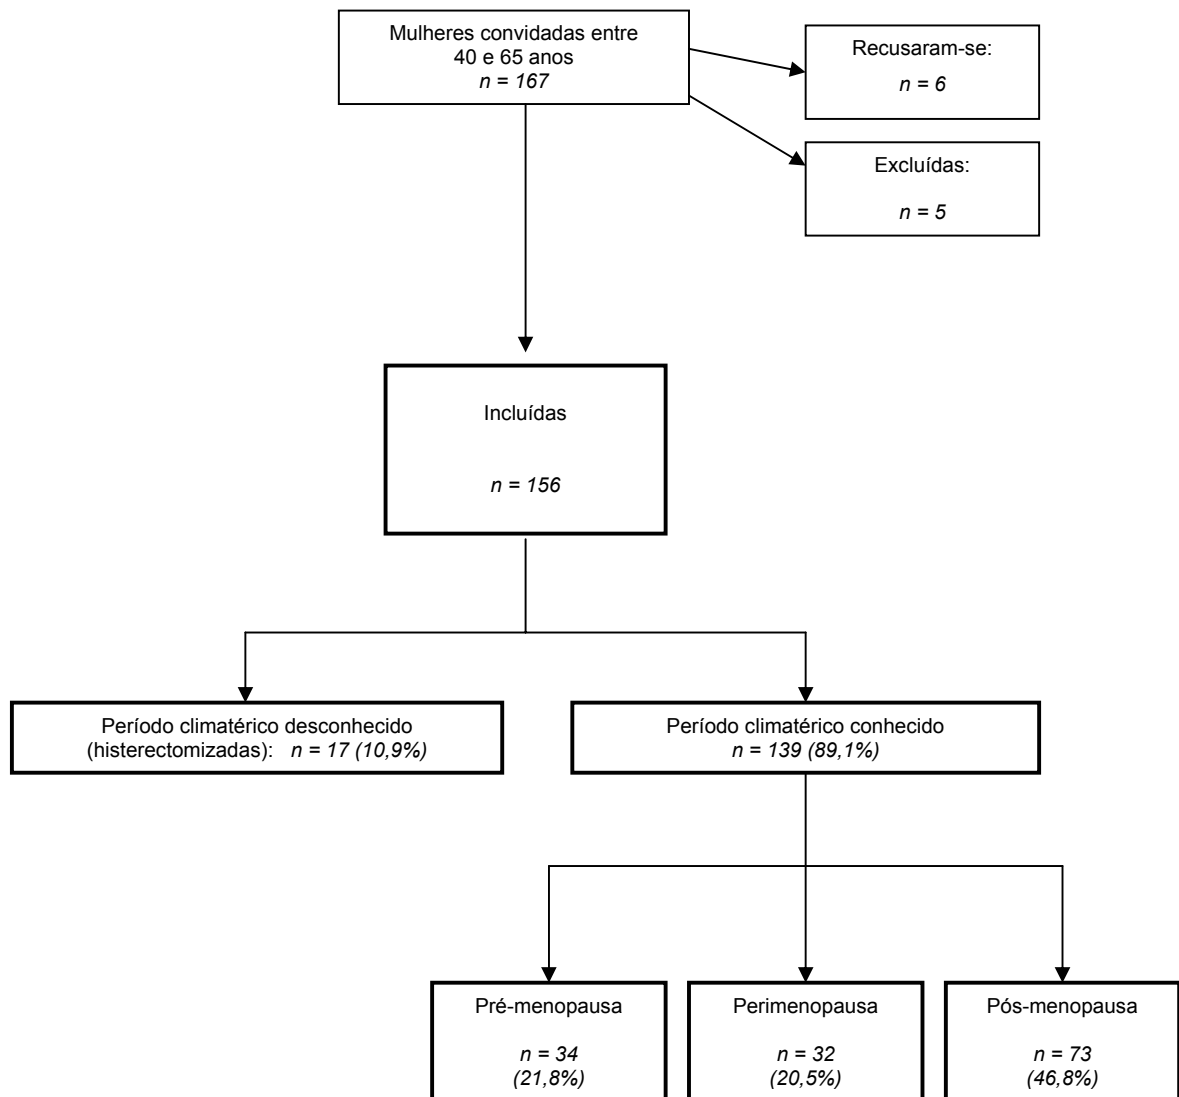 Mulheres convidadas entre
40 e 65 anos
n = 167
Recusaram-se:
n = 6
Excluídas:
n = 5
Incluídas
n = 156
Período climatérico desconhecido
(histerectomizadas): n = 17 (10,9%)
Período climatérico conhecido
n = 139 (89,1%)
Pré-menopausa
n = 34
(21,8%)
Perimenopausa
n = 32
(20,5%)
Pós-menopausa
n = 73
(46,8%)